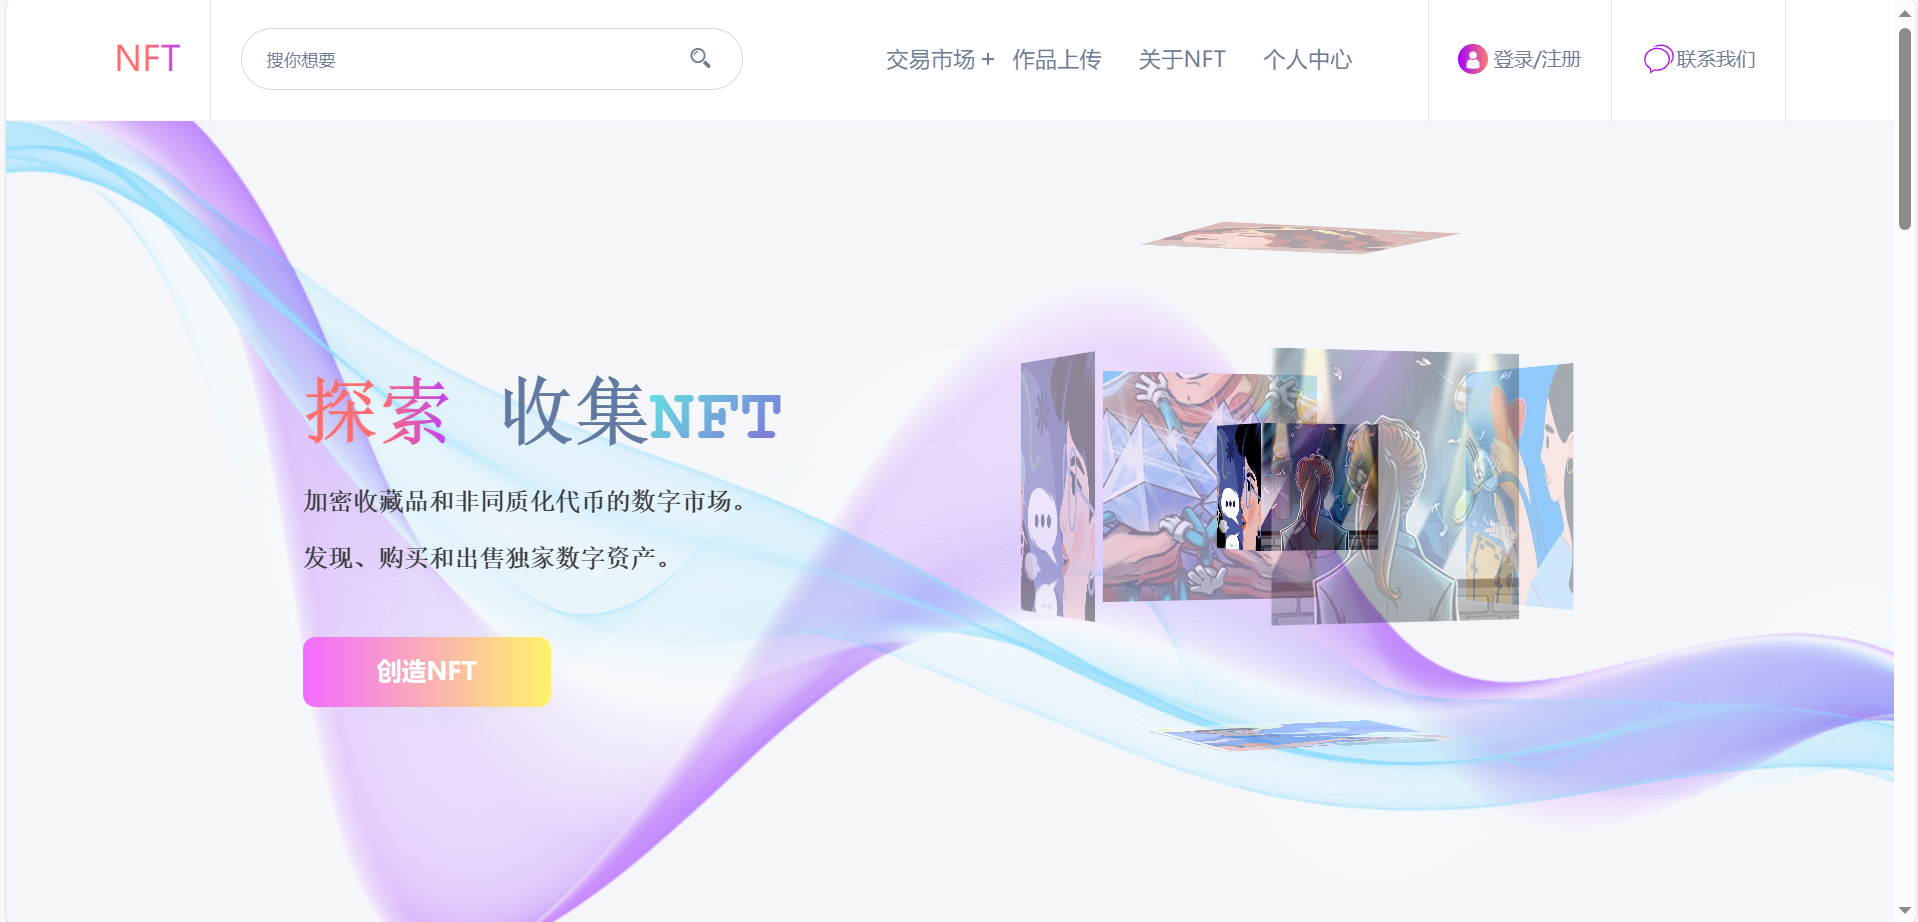 NFT
搜你想要
交易市场 +
作品上传
关于NFT
个人中心
登录/注册
联系我们
探索 收集NFT
加密收藏品和非同质化代币的数字市场。
发现、购买和出售独家数字资产。
创造NFT